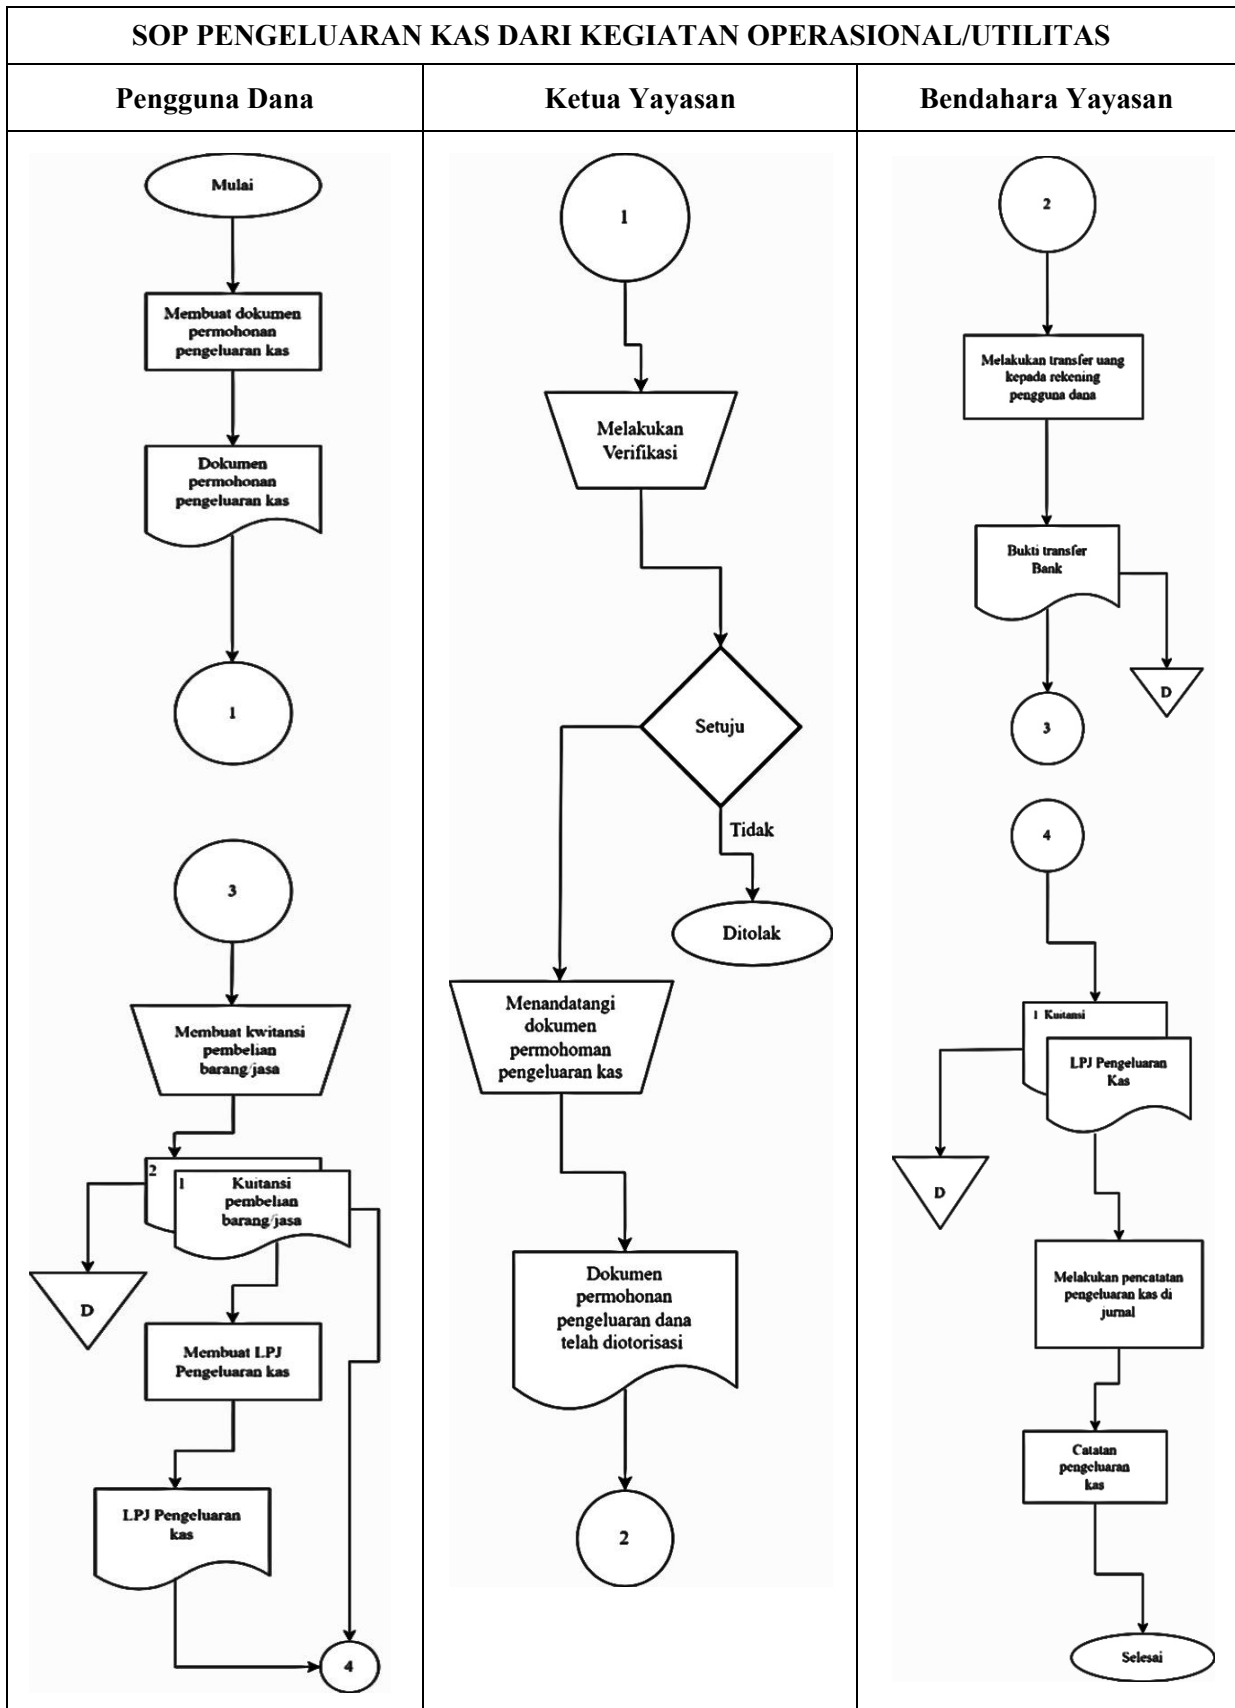 SOP PENGELUARAN KAS DARI KEGIATAN OPERASIONAL/UTILITAS
Pengguna Dana
Ketua Yayasan
Bendahara Yayasan
Mulai
Membuat dokumen
permohonan
pengeluaran kas
Dokumen
permohonan
pengeluaran kas
1
3
Membuat kwitansi
pembelian
barang/jasa
2
1
Kuitansi
pembelian
barang/jasa
D
Membuat LPJ
Pengeluaran kas
LPJ Pengeluaran
kas
4
1
Melakukan
Verifikasi
Setuju
Tidak
Ditolak
Menandatangi
dokumen
permohoman
pengeluaran kas
Dokumen
permohonan
pengeluaran dana
telah diotorisasi
2
2
Melakukan transfer uang
kepada rekening
pengguna dana
Bukti transfer
Bank
D
3
4
1 Kuitansi
LPJ Pengeluaran
Kas
D
Melakukan pencatatan
pengeluaran kas di
jurnal
Catatan
pengeluaran
kas
Selesai